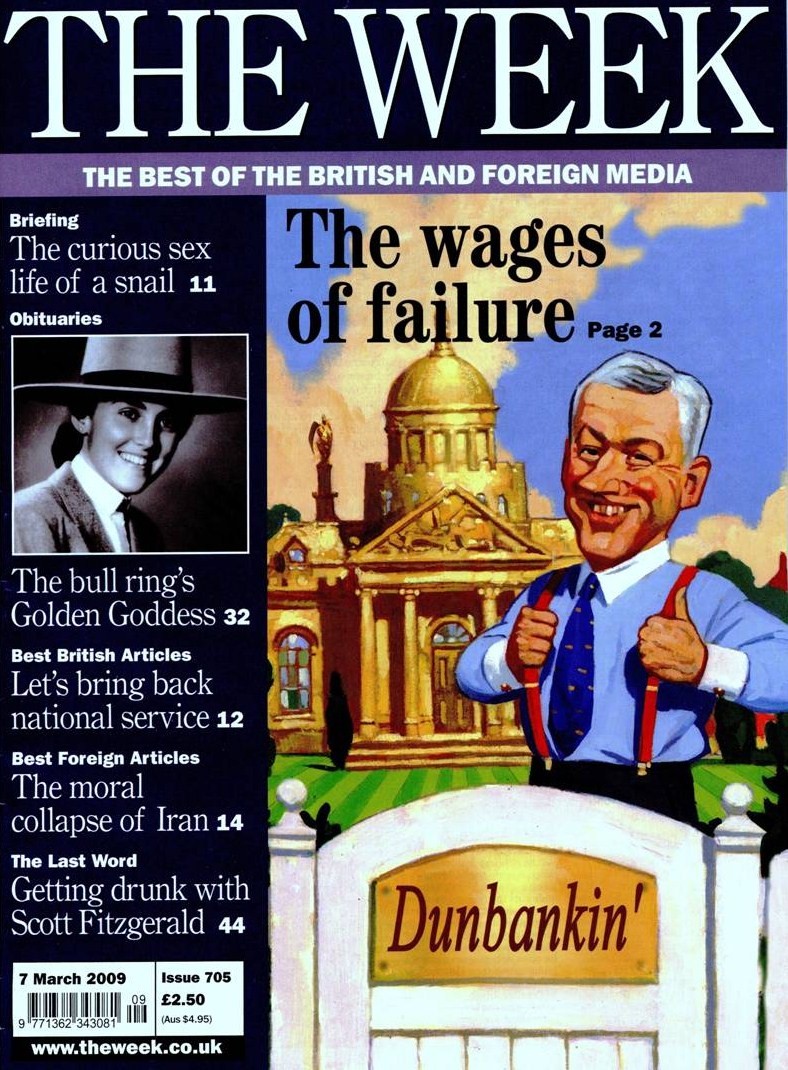 THE WEEK
THE BEST OF THE BRITISH AND FOREIGN MEDIA
Briefing
The curious sex
life of a snail 11
Obituaries
The bull ring's
Golden Goddess 32
Best British Articles
Let's bring back
national service 12
Best Foreign Articles
The moral
collapse of Iran 14
The Last Word
Getting drunk with
Scott Fitzgerald 44
7 March 2009
Issue 705
£2.50
(Aus $4.95)
09
9 771362 343081
www.theweek.co.uk
The wages
of failure Page 2
Dunbankin'